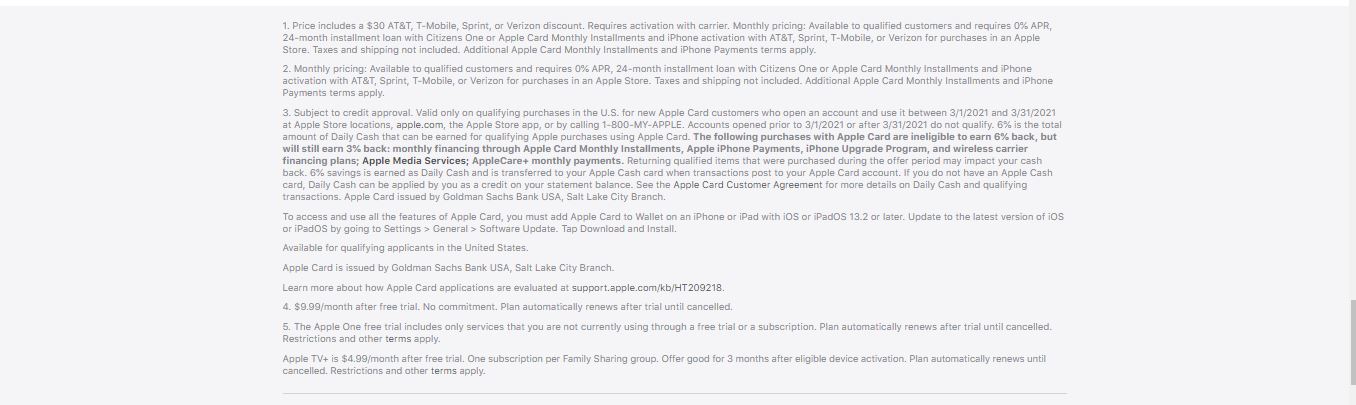 1. Price includes a $30 AT&T, T-Mobile, Sprint, or Verizon discount. Requires activation with carrier. Monthly pricing: Available to qualified customers and requires 0% APR,
24-month installment loan with Citizens One or Apple Card Monthly Installments and iPhone activation with AT&T, Sprint, T-Mobile, or Verizon for purchases in an Apple
Store. Taxes and shipping not included. Additional Apple Card Monthly Installments and iPhone Payments terms apply.
2. Monthly pricing: Available to qualified customers and requires 0% APR, 24-month installment loan with Citizens One or Apple Card Monthly Installments and iPhone
activation with AT&T, Sprint, T-Mobile, or Verizon for purchases in an Apple Store. Taxes and shipping not included. Additional Apple Card Monthly Installments and iPhone
Payments terms apply.
3. Subject to credit approval. Valid only on qualifying purchases in the U.S. for new Apple Card customers who open an account and use it between 3/1/2021 and 3/31/2021
at Apple Store locations, apple.com, the Apple Store app, or by calling 1-800-MY-APPLE. Accounts opened prior to 3/1/2021 or after 3/31/2021 do not qualify. 6% is the total
amount of Daily Cash that can be earned for qualifying Apple purchases using Apple Card. The following purchases with Apple Card are ineligible to earn 6% back, but
will still earn 3% back: monthly financing through Apple Card Monthly Installments, Apple iPhone Payments, iPhone Upgrade Program, and wireless carrier
financing plans; Apple Media Services; AppleCare+ monthly payments. Returning qualified items that were purchased during the offer period may impact your cash
back. 6% savings is earned as Daily Cash and is transferred to your Apple Cash card when transactions post to your Apple Card account. If you do not have an Apple Cash
card, Daily Cash can be applied by you as a credit on your statement balance. See the Apple Card Customer Agreement for more details on Daily Cash and qualifying
transactions. Apple Card issued by Goldman Sachs Bank USA, Salt Lake City Branch.
To access and use all the features of Apple Card, you must add Apple Card to Wallet on an iPhone or iPad with iOS or iPadOS 13.2 or later. Update to the latest version of iOS
or iPadOS by going to Settings > General > Software Update. Tap Download and Install.
Available for qualifying applicants in the United States.
Apple Card is issued by Goldman Sachs Bank USA, Salt Lake City Branch.
Learn more about how Apple Card applications are evaluated at support.apple.com/kb/HT209218.
4. $9.99/month after free trial. No commitment. Plan automatically renews after trial until cancelled.
5. The Apple One free trial includes only services that you are not currently using through a free trial or a subscription. Plan automatically renews after trial until cancelled.
Restrictions and other terms apply.
Apple TV+ is $4.99/month after free trial. One subscription per Family Sharing group. Offer good for 3 months after eligible device activation. Plan automatically renews until
cancelled. Restrictions and other terms apply.